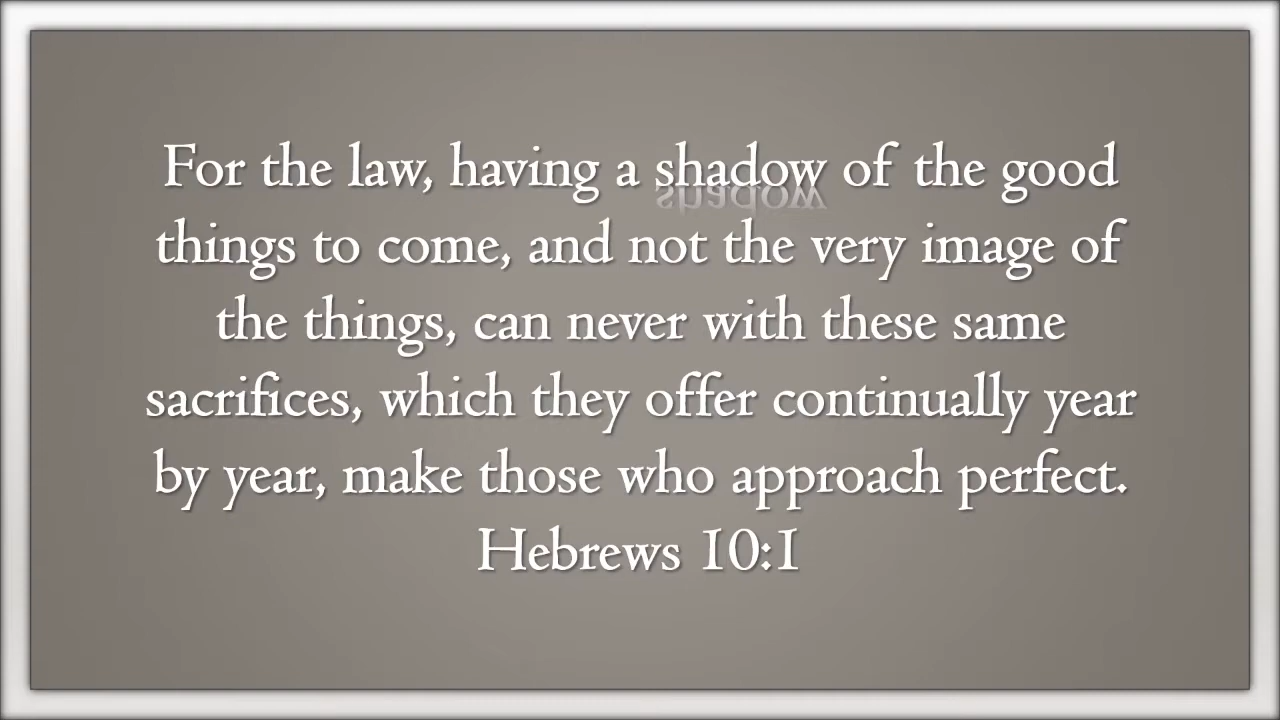 For the law, having a shadow of the good
things to come, and not the very image of
the things, can never with these same
sacrifices, which they offer continually year
by year, make those who approach perfect.
Hebrews 10:1